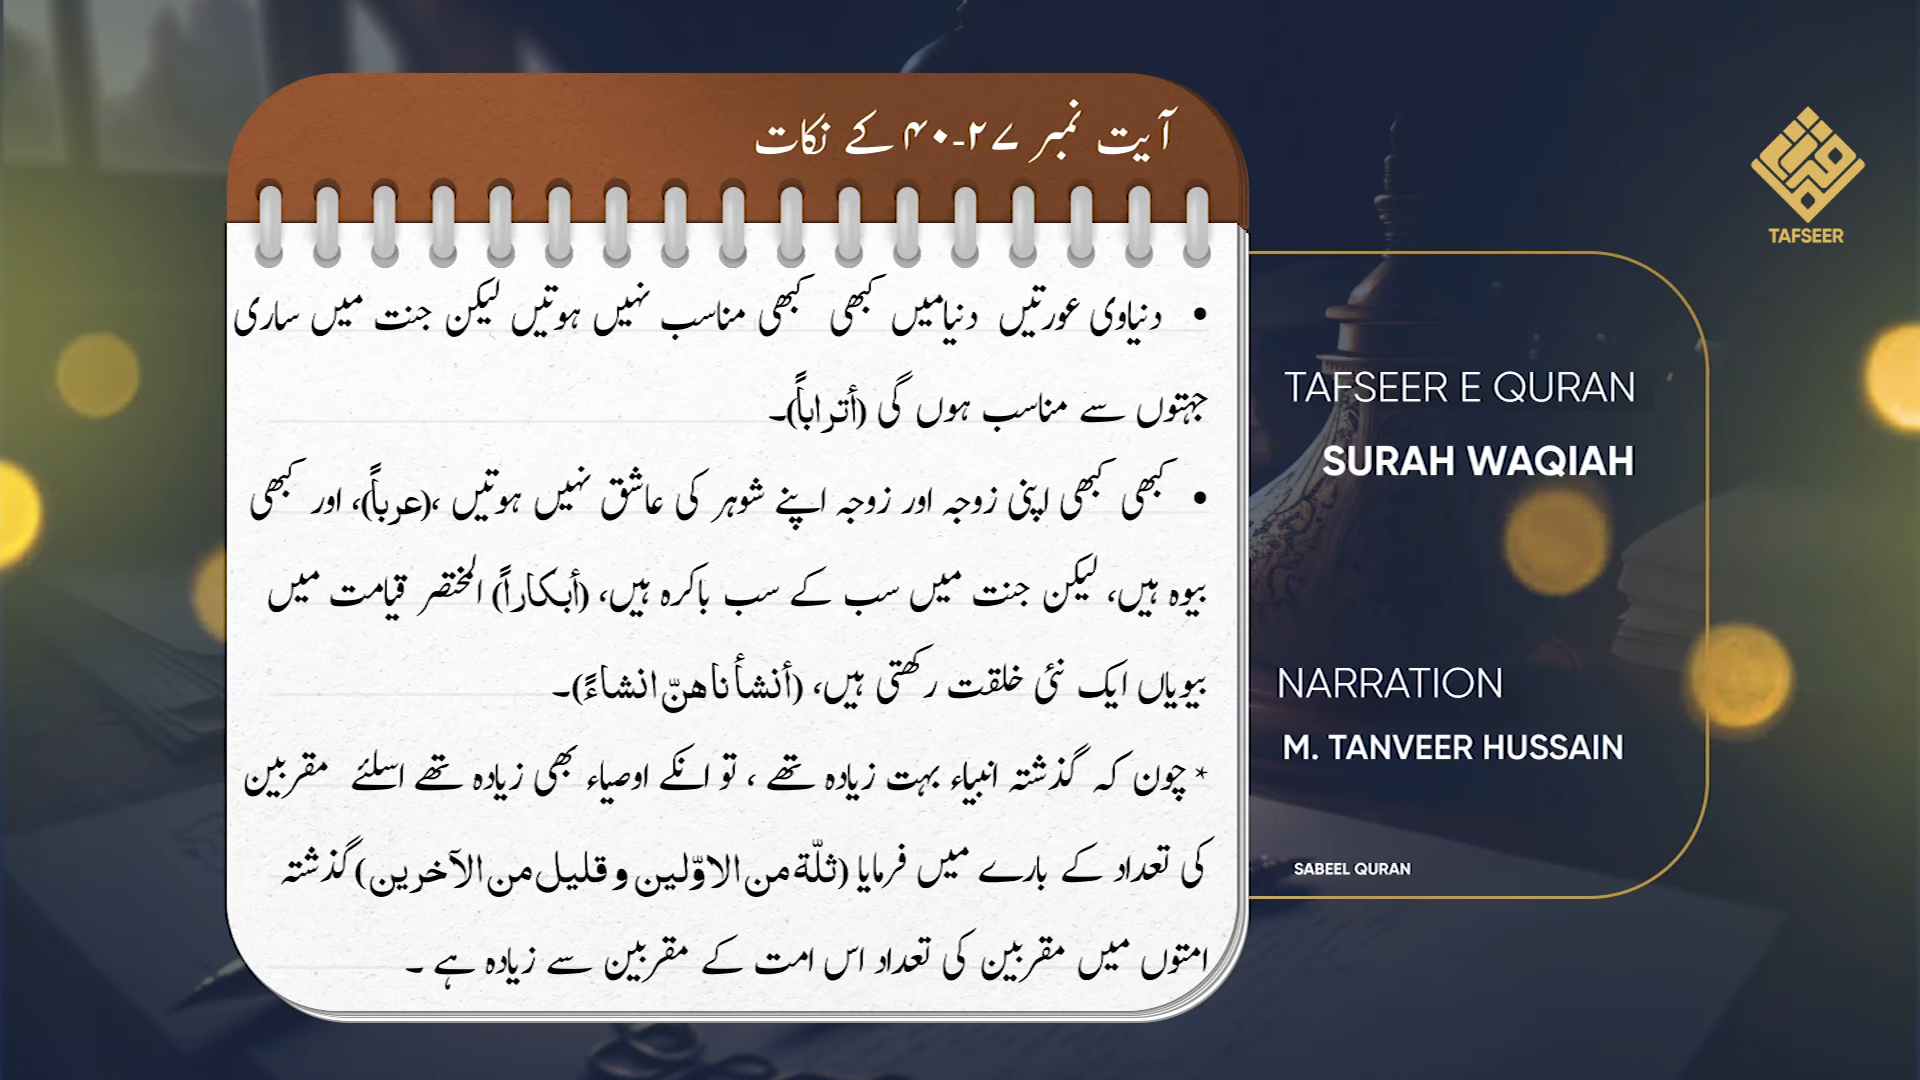 آیت نمبر ۲۷-۴۰ کے نکات
• دنیاوی عورتیں دنیامیں کبھی کبھی مناسب نہیں ہوتیں لیکن جنت میں ساری
جہتوں سے مناسب ہوں گی (أتراباً)۔
• کبھی کبھی اپنی زوجہ اور زوجہ اپنے شوہر کی عاشق نہیں ہوتیں ،(عرباً)، اور کبھی
بیوہ ہیں، لیکن جنت میں سب کے سب باکرہ ہیں، (أبکاراً) المختصر قیامت میں
بیویاں ایک نئی خلقت رکھتی ہیں، (أنشأناهنّ انشاءً)۔
* چون کہ گذشتہ انبیاء بہت زیادہ تھے ، تو انکے اوصیاء بھی زیادہ تھے اسلئے مقربین
کی تعداد کے بارے میں فرمایا (ثلّة من الاوّلین و قلیل من الآخرین) گذشتہ
امتوں میں مقربین کی تعداد اس امت کے مقربین سے زیادہ ہے ۔
TAFSEER
TAFSEER E QURAN
SURAH WAQIAH
NARRATION
M. TANVEER HUSSAIN
SABEEL QURAN